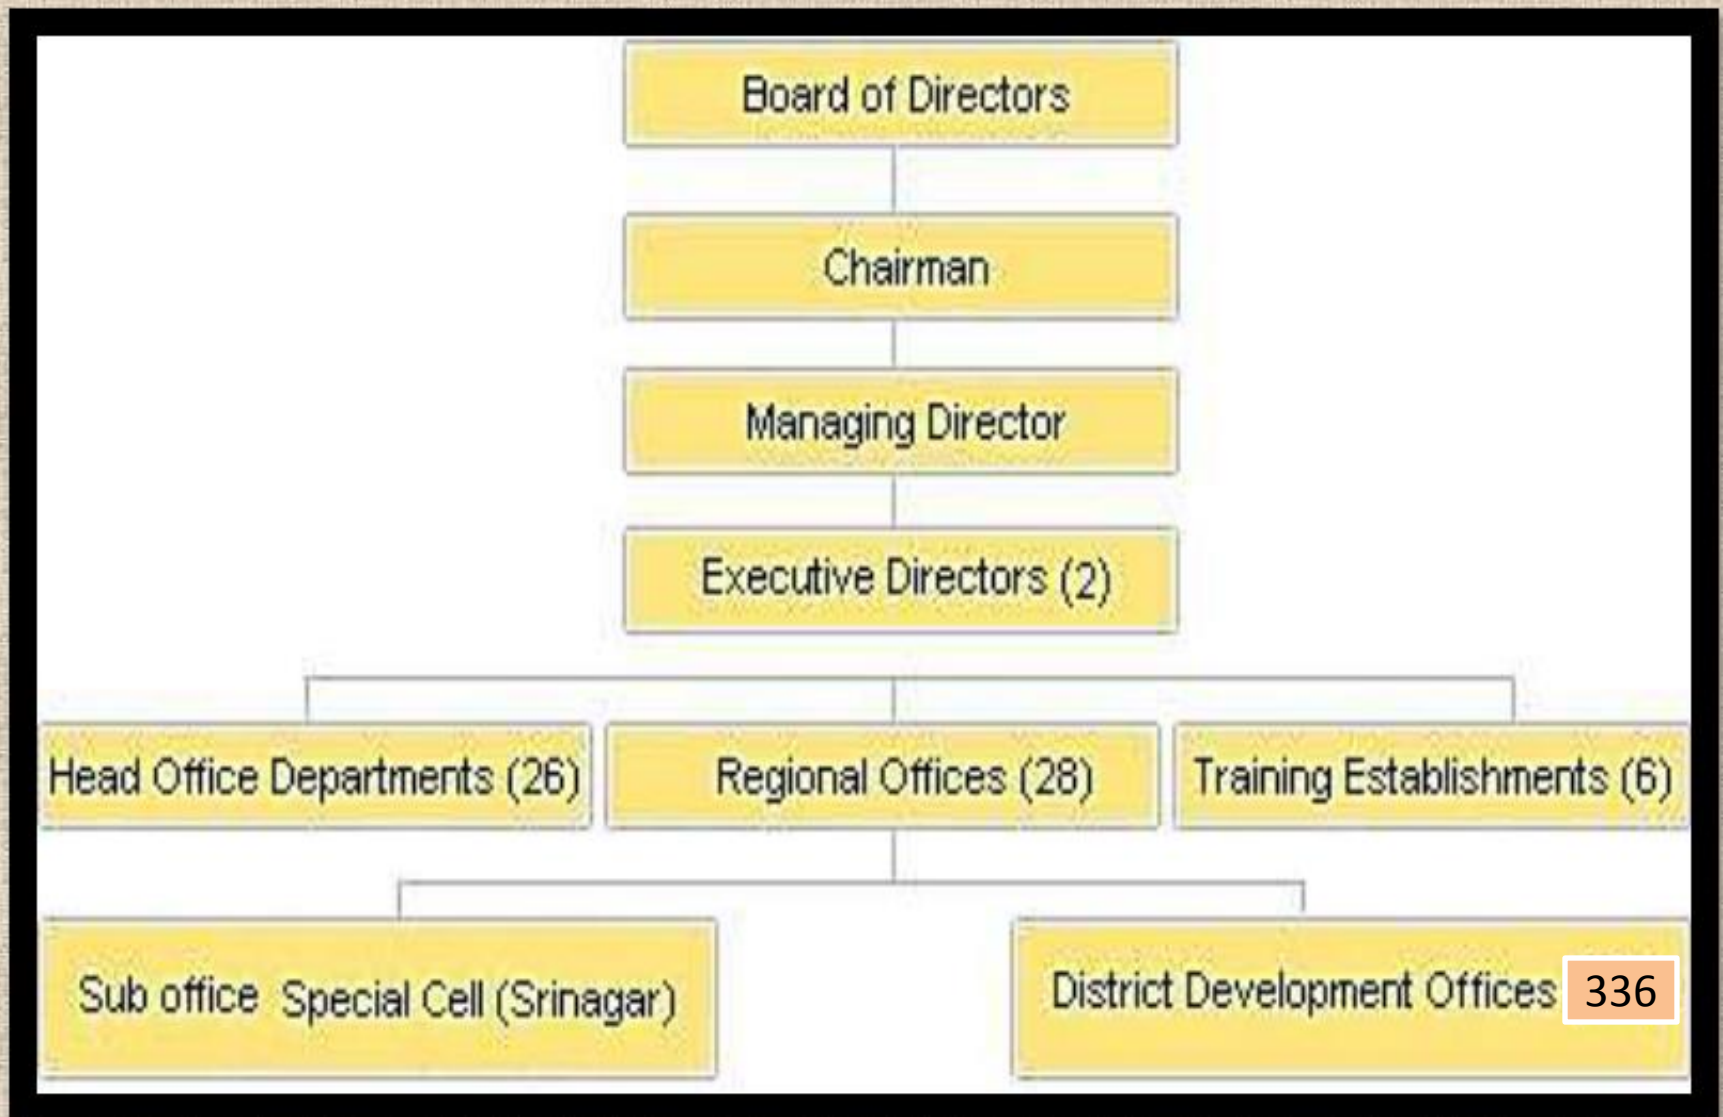 Board of Directors
Chairman
Managing Director
Executive Directors (2)
Head Office Departments (26)
Regional Offices (28)
Training Establishments (6)
Sub office Special Cell (Srinagar)
District Development Offices 336